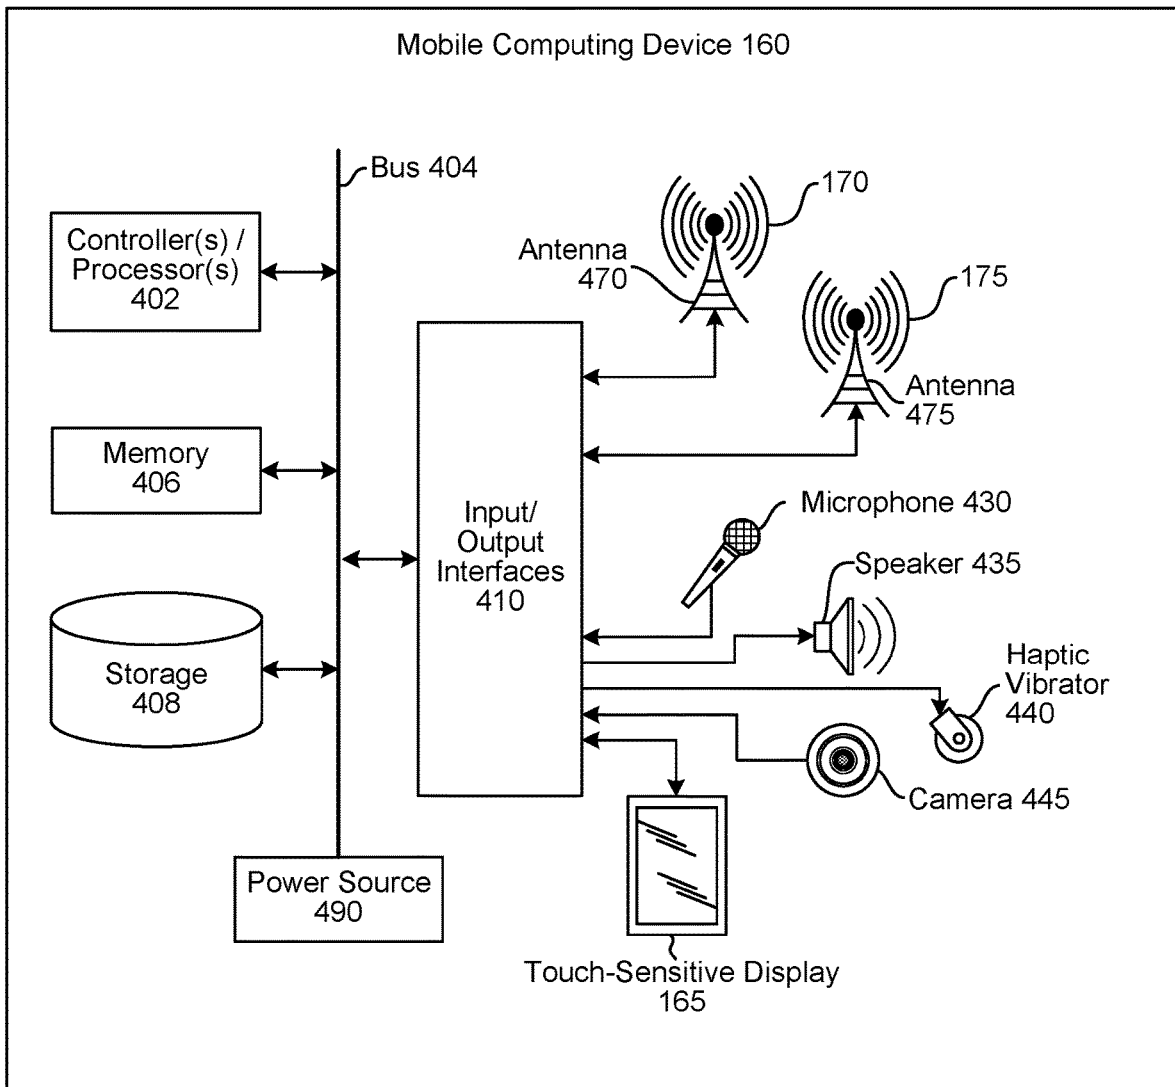 Mobile Computing Device 160
Bus 404
Controller(s) /
Processor(s)
402
Memory
406
Storage
408
Power Source
490
Input/
Output
Interfaces
410
170
Antenna
470
175
Antenna
475
Microphone 430
Speaker 435
Haptic
Vibrator
440
Camera 445
Touch-Sensitive Display
165